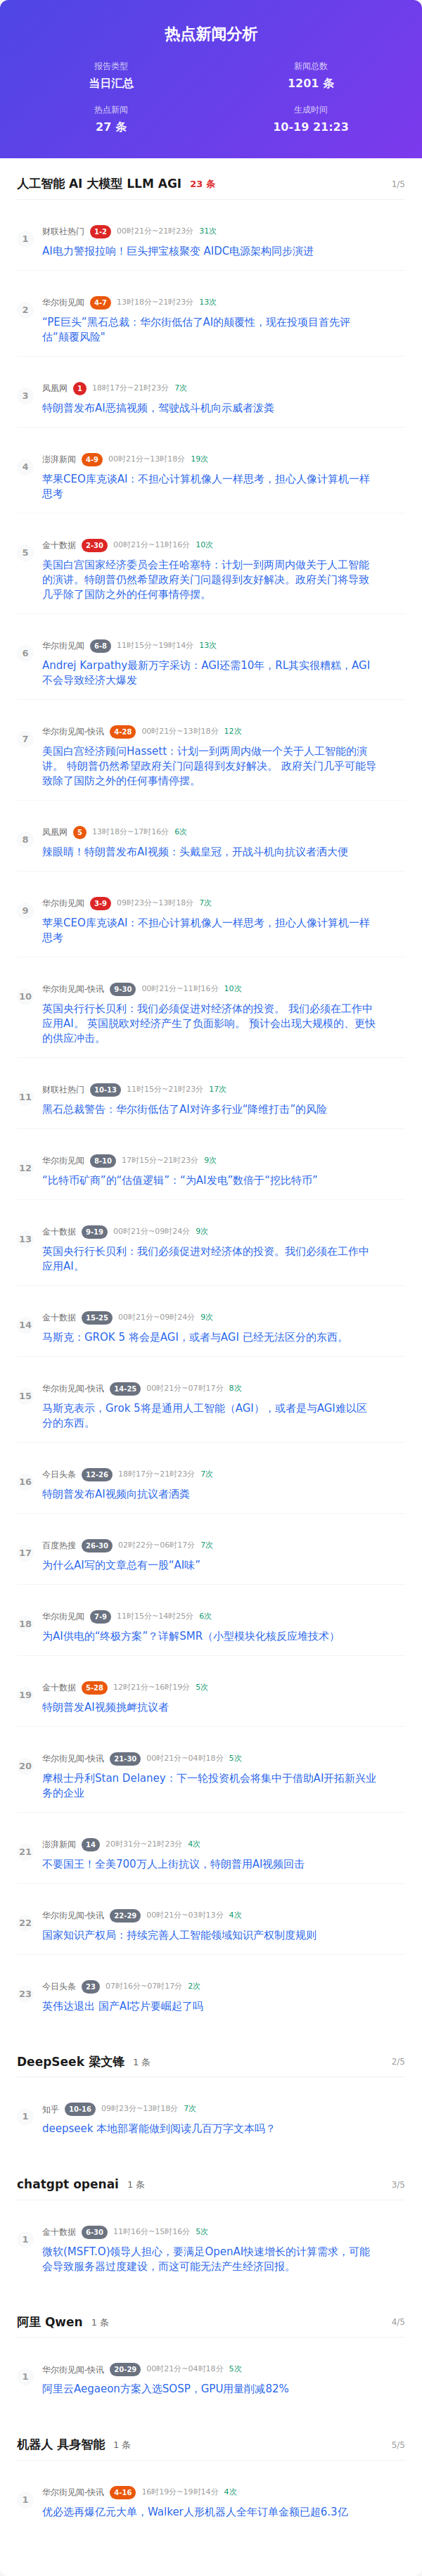 热点新闻分析
报告类型
新闻总数
当日汇总
1201 条
热点新闻
生成时间
27 条
10-19 21:23
人工智能 AI 大模型 LLM AGI 23 条 1/5
1
财联社热门 1-2 00时21分~21时23分 31次
AI电力警报拉响！巨头押宝核聚变 AIDC电源架构同步演进
2
华尔街见闻 4-7 13时18分~21时23分 13次
“PE巨头”黑石总裁：华尔街低估了AI的颠覆性，现在投项目首先评
估“颠覆风险"
3
凤凰网 1 18时17分~21时23分 7次
特朗普发布AI恶搞视频，驾驶战斗机向示威者泼粪
4
澎湃新闻 4-9 00时21分~13时18分 19次
苹果CEO库克谈AI：不担心计算机像人一样思考，担心人像计算机一样
思考
5
金十数据 2-30 00时21分~11时16分 10次
美国白宫国家经济委员会主任哈塞特：计划一到两周内做关于人工智能
的演讲。特朗普仍然希望政府关门问题得到友好解决。政府关门将导致
几乎除了国防之外的任何事情停摆。
6
华尔街见闻 6-8 11时15分~19时14分 13次
Andrej Karpathy最新万字采访：AGI还需10年，RL其实很糟糕，AGI
不会导致经济大爆发
7
华尔街见闻-快讯 4-28 00时21分~13时18分 12次
美国白宫经济顾问Hassett：计划一到两周内做一个关于人工智能的演
讲。 特朗普仍然希望政府关门问题得到友好解决。 政府关门几乎可能导
致除了国防之外的任何事情停摆。
8
凤凰网 5 13时18分~17时16分 6次
辣眼睛！特朗普发布AI视频：头戴皇冠，开战斗机向抗议者洒大便
9
华尔街见闻 3-9 09时23分~13时18分 7次
苹果CEO库克谈AI：不担心计算机像人一样思考，担心人像计算机一样
思考
10
华尔街见闻-快讯 9-30 00时21分~11时16分 10次
英国央行行长贝利：我们必须促进对经济体的投资。 我们必须在工作中
应用AI。 英国脱欧对经济产生了负面影响。 预计会出现大规模的、更快
的供应冲击。
11
财联社热门 10-13 11时15分~21时23分 17次
黑石总裁警告：华尔街低估了AI对许多行业“降维打击”的风险
12
华尔街见闻 8-10 17时15分~21时23分 9次
“比特币矿商”的“估值逻辑”：“为AI发电”数倍于“挖比特币”
13
金十数据 9-19 00时21分~09时24分 9次
英国央行行长贝利：我们必须促进对经济体的投资。我们必须在工作中
应用AI。
14
金十数据 15-25 00时21分~09时24分 9次
马斯克：GROK 5 将会是AGI，或者与AGI 已经无法区分的东西。
15
华尔街见闻-快讯 14-25 00时21分~07时17分 8次
马斯克表示，Grok 5将是通用人工智能（AGI），或者是与AGI难以区
分的东西。
16
今日头条 12-26 18时17分~21时23分 7次
特朗普发布AI视频向抗议者洒粪
17
百度热搜 26-30 02时22分~06时17分 7次
为什么AI写的文章总有一股“AI味”
18
华尔街见闻 7-9 11时15分~14时25分 6次
为AI供电的“终极方案”？详解SMR（小型模块化核反应堆技术）
19
金十数据 5-28 12时21分~16时19分 5次
特朗普发AI视频挑衅抗议者
20
华尔街见闻-快讯 21-30 00时21分~04时18分 5次
摩根士丹利Stan Delaney：下一轮投资机会将集中于借助AI开拓新兴业
务的企业
21
澎湃新闻 14 20时31分~21时23分 4次
不要国王！全美700万人上街抗议，特朗普用AI视频回击
22
华尔街见闻-快讯 22-29 00时21分~03时13分 4次
国家知识产权局：持续完善人工智能领域知识产权制度规则
23
今日头条 23 07时16分~07时17分 2次
英伟达退出 国产AI芯片要崛起了吗
DeepSeek 梁文锋 1 条 2/5
1
知乎 10-16 09时23分~13时18分 7次
deepseek 本地部署能做到阅读几百万字文本吗？
chatgpt openai 1 条 3/5
1
金十数据 6-30 11时16分~15时16分 5次
微软(MSFT.O)领导人担心，要满足OpenAI快速增长的计算需求，可能
会导致服务器过度建设，而这可能无法产生经济回报。
阿里 Qwen 1 条 4/5
1
华尔街见闻-快讯 20-29 00时21分~04时18分 5次
阿里云Aegaeon方案入选SOSP，GPU用量削减82%
机器人 具身智能 1 条 5/5
1
华尔街见闻-快讯 4-16 16时19分~19时14分 4次
优必选再爆亿元大单，Walker人形机器人全年订单金额已超6.3亿